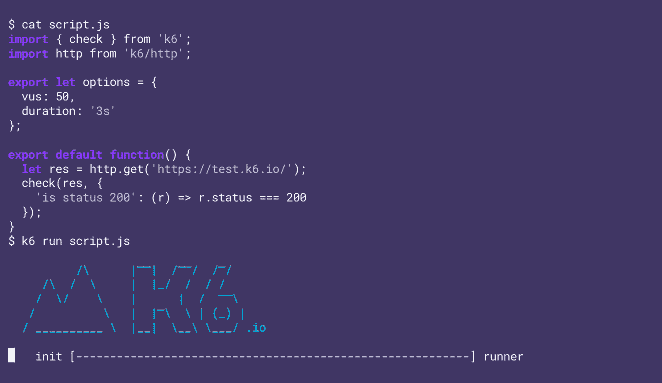 $ cat script.js
import { check } from 'k6';
import http from 'k6/http';
export let options = {
  vus: 50,
  duration: '3s'
};
export default function() {
  let res = http.get('https://test.k6.io/');
  check(res, {
    'is status 200': (r) => r.status === 200
  });
}
$ k6 run script.js
          /\      |‾‾|  /‾‾/  /‾/
     /\  /  \     |  |_/  /  / /
    /  \/    \    |      |  /  ‾‾\
   /          \   |  |‾\  \ | (_) |
  / __________ \  |__|  \__\ \___/ .io
    init [----------------------------------------------------------] runner